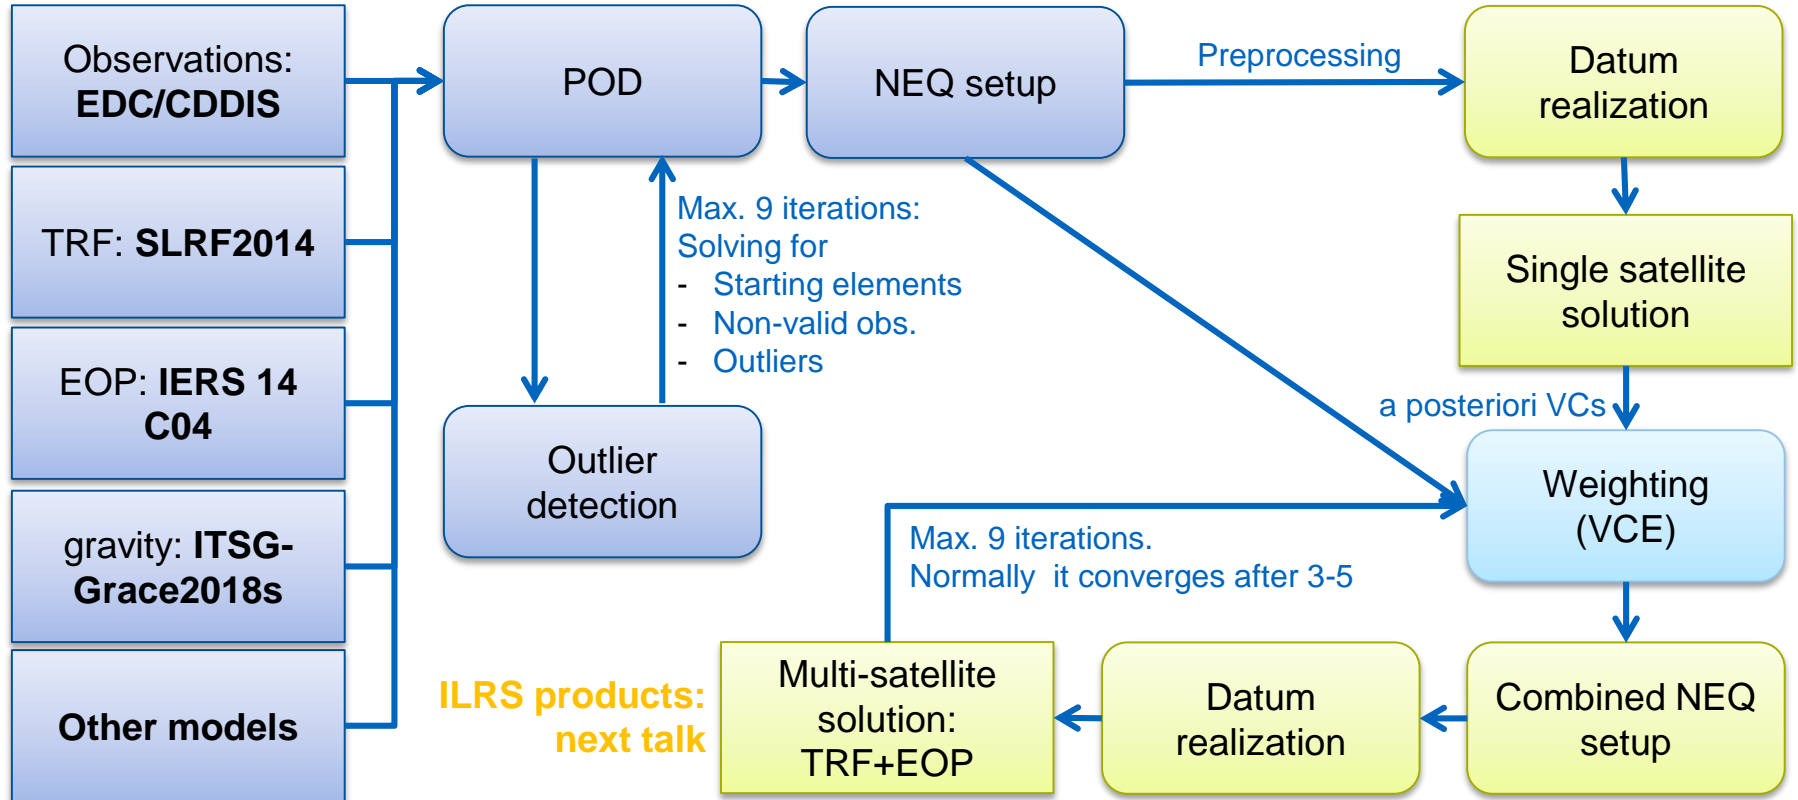 Observations:
EDC/CDDIS
TRF: SLRF2014
EOP: IERS 14
C04
gravity: ITSG-
Grace2018s
Other models
POD
NEQ setup
Preprocessing
Datum
realization
Max. 9 iterations:
Solving for
- Starting elements
- Non-valid obs.
- Outliers
Outlier
detection
Single satellite
solution
a posteriori VCs
Weighting
(VCE)
Max. 9 iterations.
Normally it converges after 3-5
ILRS products:
next talk
Multi-satellite
solution:
TRF+EOP
Datum
realization
Combined NEQ
setup